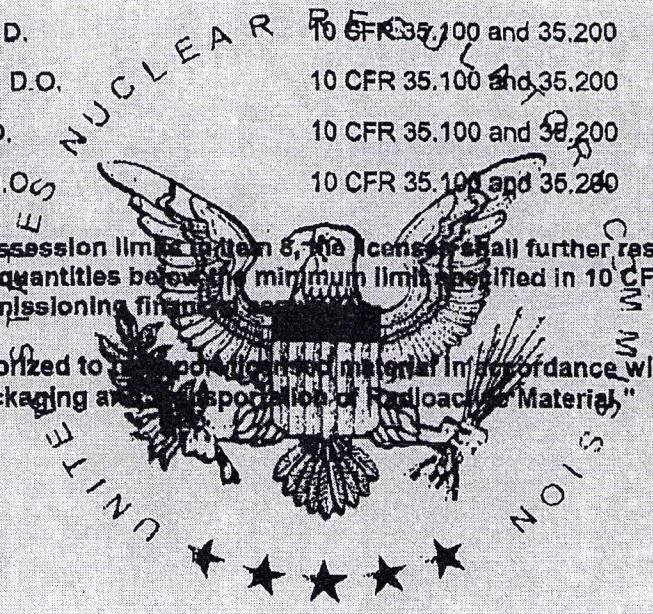 D. 10 CFR 35.100 and 35.200
D.O. 10 CFR 35.100 and 35.200
10 CFR 35.100 and 35.200
.O. 10 CFR 35.100 and 35.200
ssession limits in Item 8, the licensee shall further res
quantities below the minimum limit specified in 10 CF
missioning financial
orized to transport licensed material in accordance wi
ckaging and Transportation of Radioactive Material."
UNITED STATES NUCLEAR REGULATORY COMMISSION